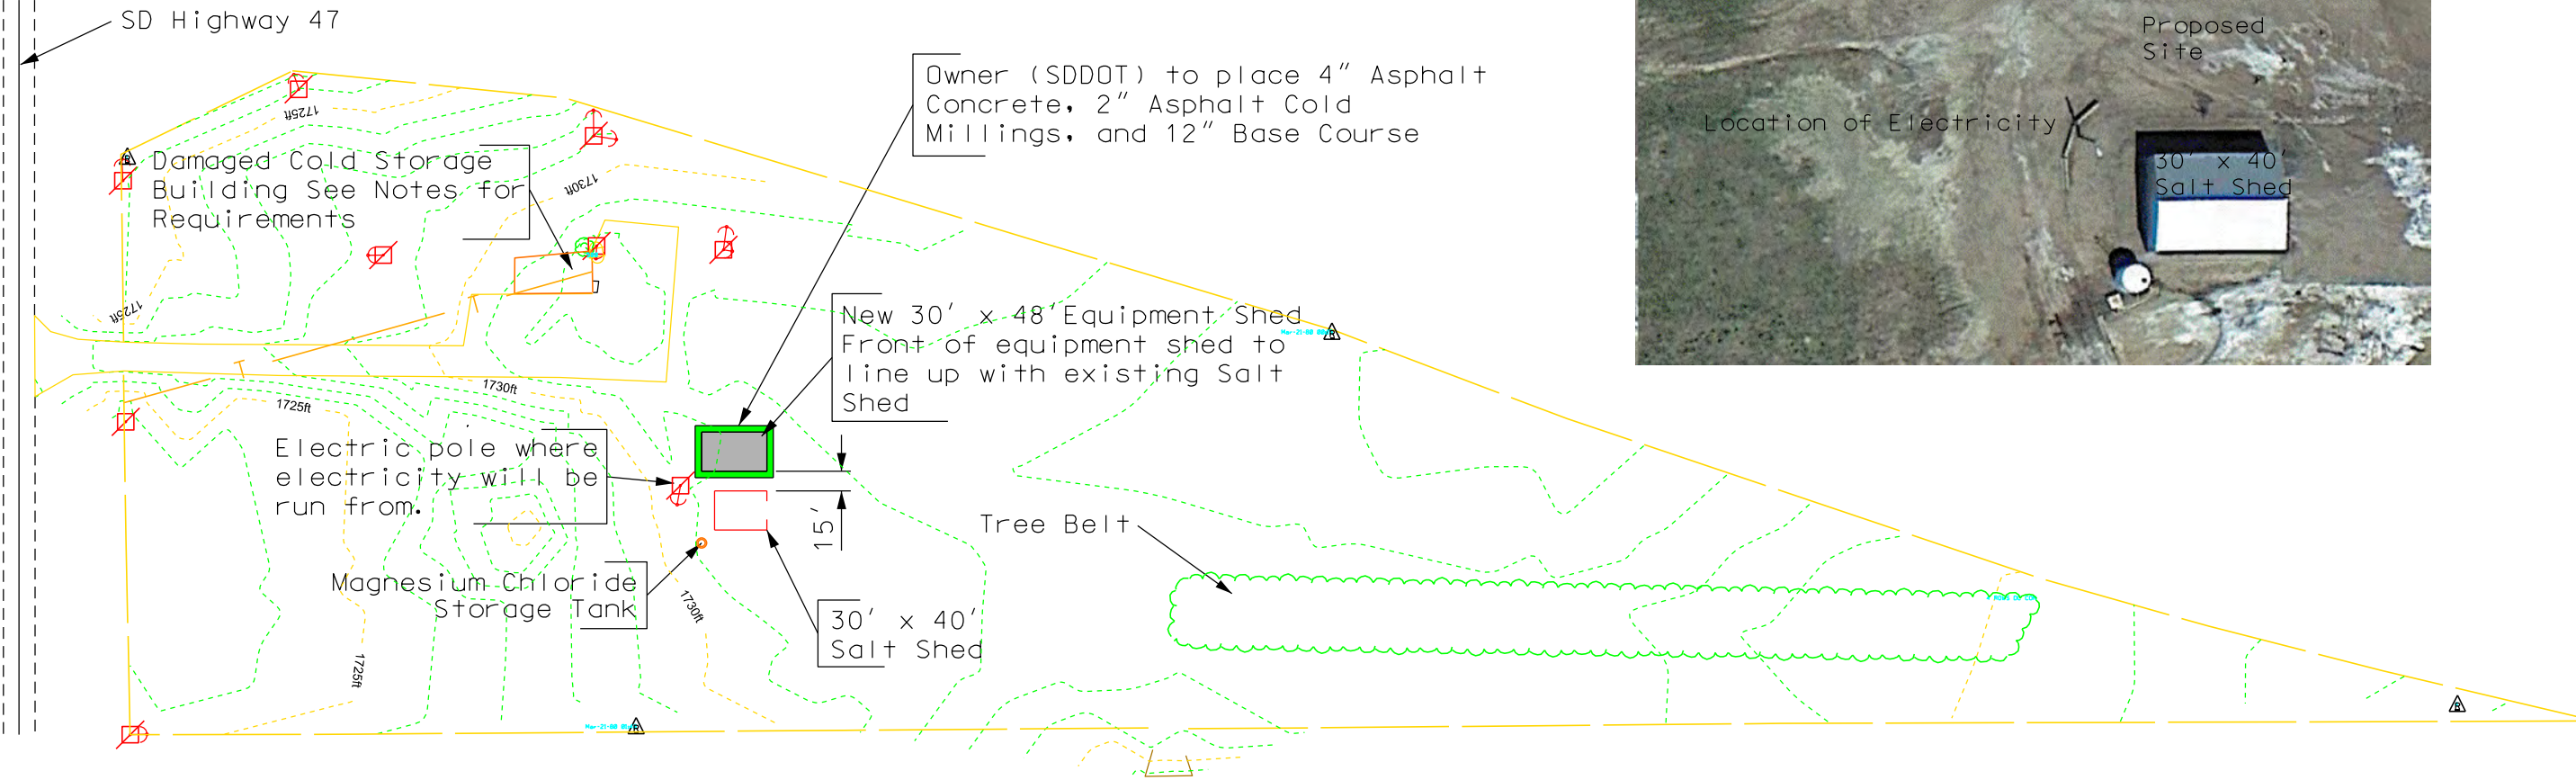 SD Highway 47
Owner (SDDOT) to place 4" Asphalt
Concrete, 2" Asphalt Cold
Millings, and 12" Base Course
Proposed
Site
Location of Electricity
30' x 40'
Salt Shed
1725ft
Damaged Cold Storage
Building See Notes for
Requirements
1730ft
1725ft
New 30' x 48'Equipment Shed
Front of equipment shed to
line up with existing Salt
Shed
1730ft
1725ft
Electric pole where
electricity will be
run from.
15'
Tree Belt
Magnesium Chloride
Storage Tank
1730ft
30' x 40'
Salt Shed
1725ft